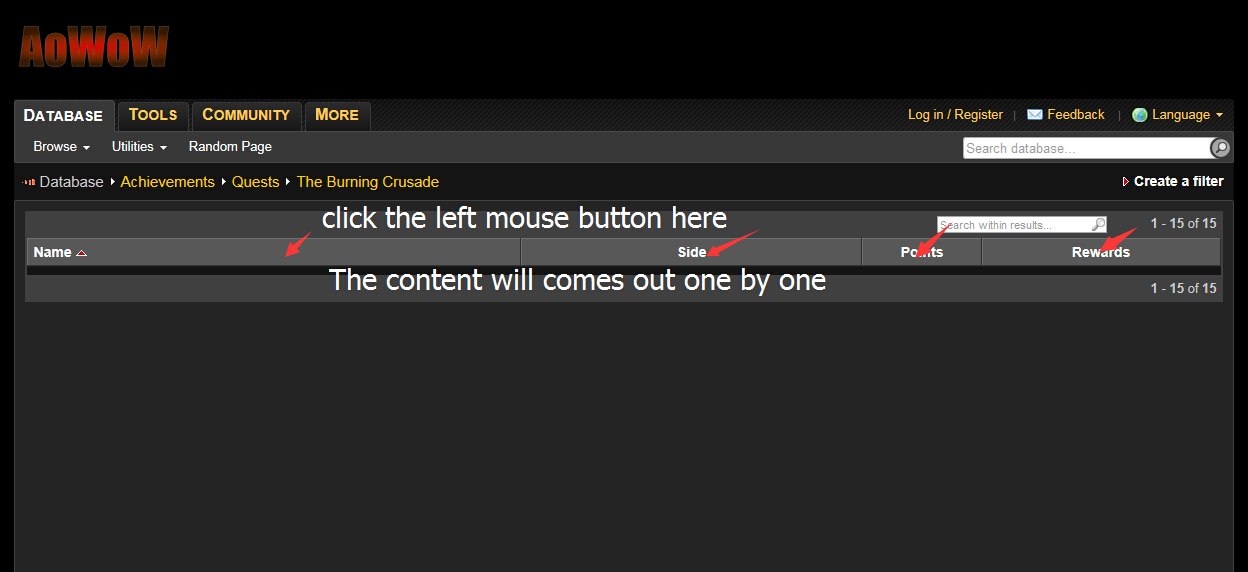 AoWoW
DATABASE TOOLS COMMUNITY MORE Log in / Register | Feedback | Language
Browse Utilities Random Page Search database...
Database Achievements Quests The Burning Crusade Create a filter
click the left mouse button here
Search within results... 1 - 15 of 15
Name Side Points Rewards
The content will comes out one by one
1 - 15 of 15